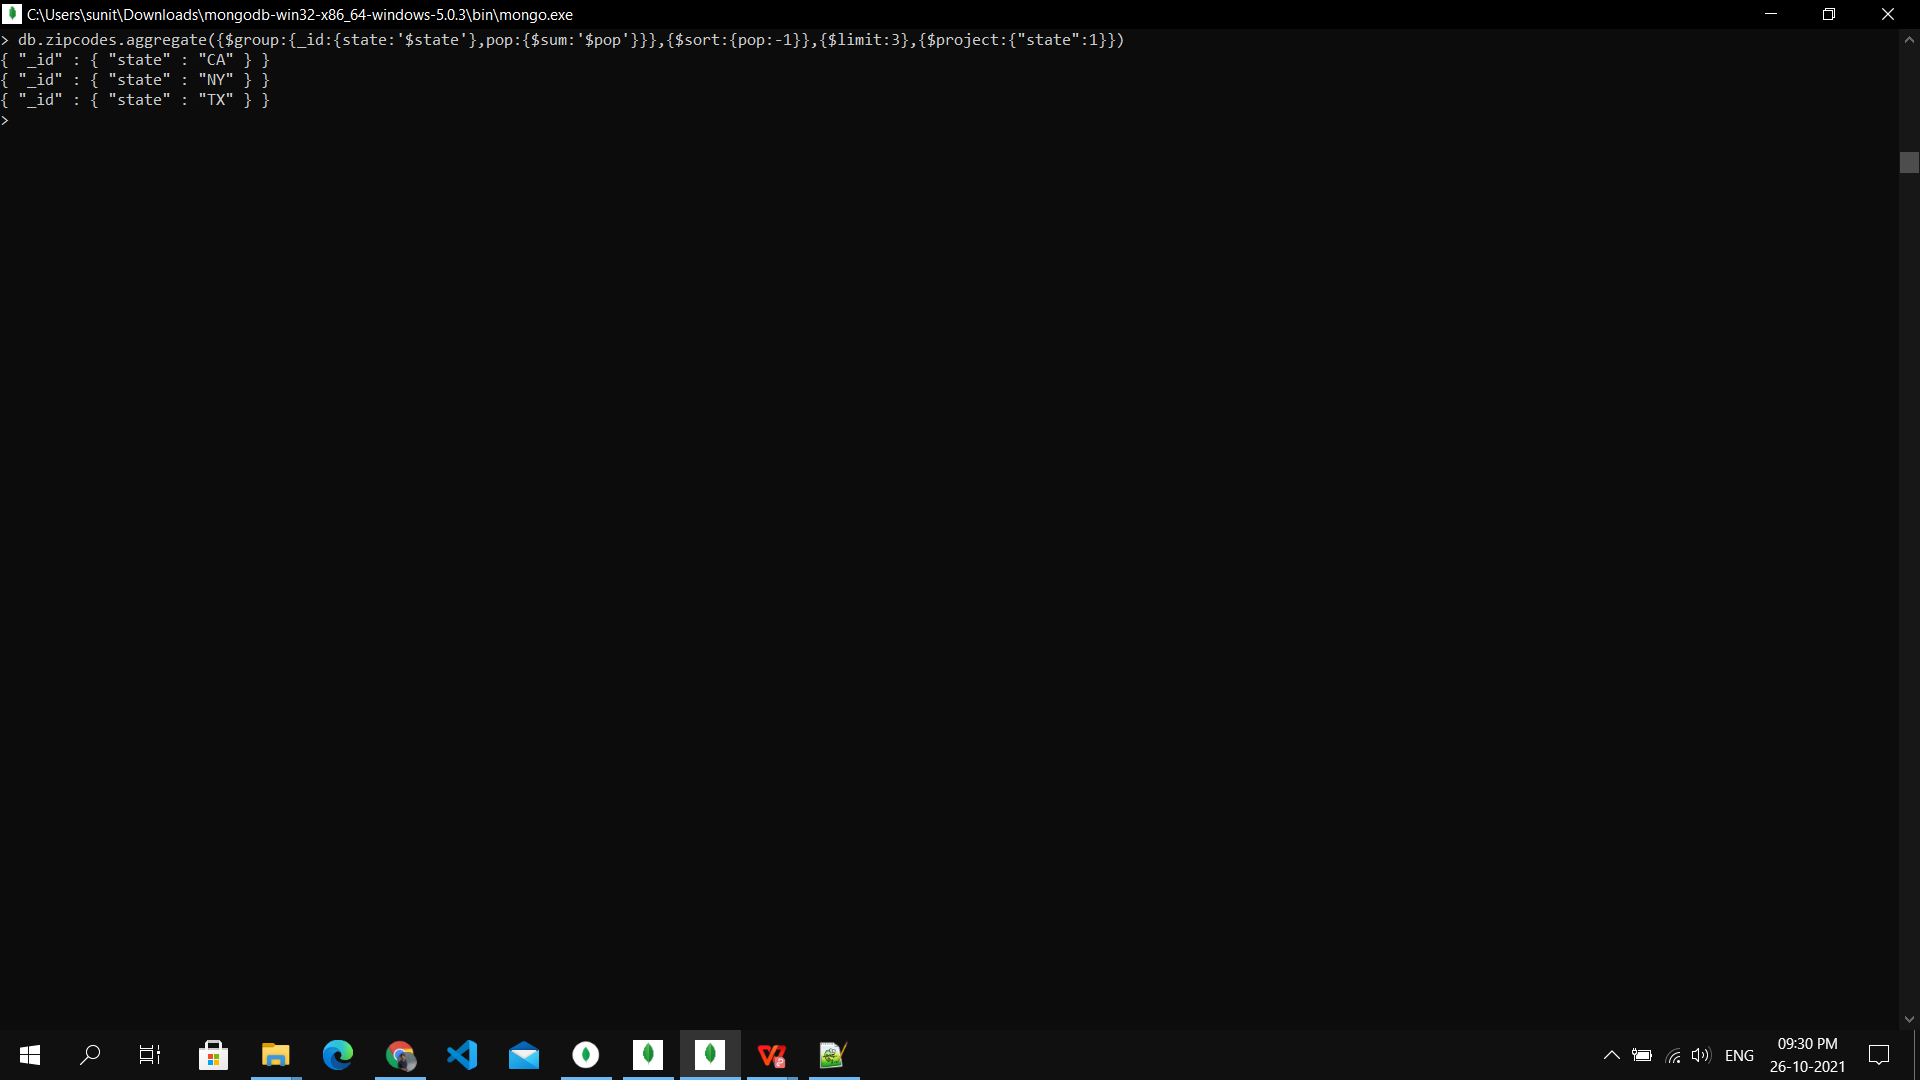 C:\Users\sunit\Downloads\mongodb-win32-x86_64-windows-5.0.3\bin\mongo.exe
> db.zipcodes.aggregate({$group:{_id:{state:'$state'},pop:{$sum:'$pop'}}},{$sort:{pop:-1}},{$limit:3},{$project:{"state":1}})
{ "_id" : { "state" : "CA" } }
{ "_id" : { "state" : "NY" } }
{ "_id" : { "state" : "TX" } }
>
ENG
09:30 PM
26-10-2021